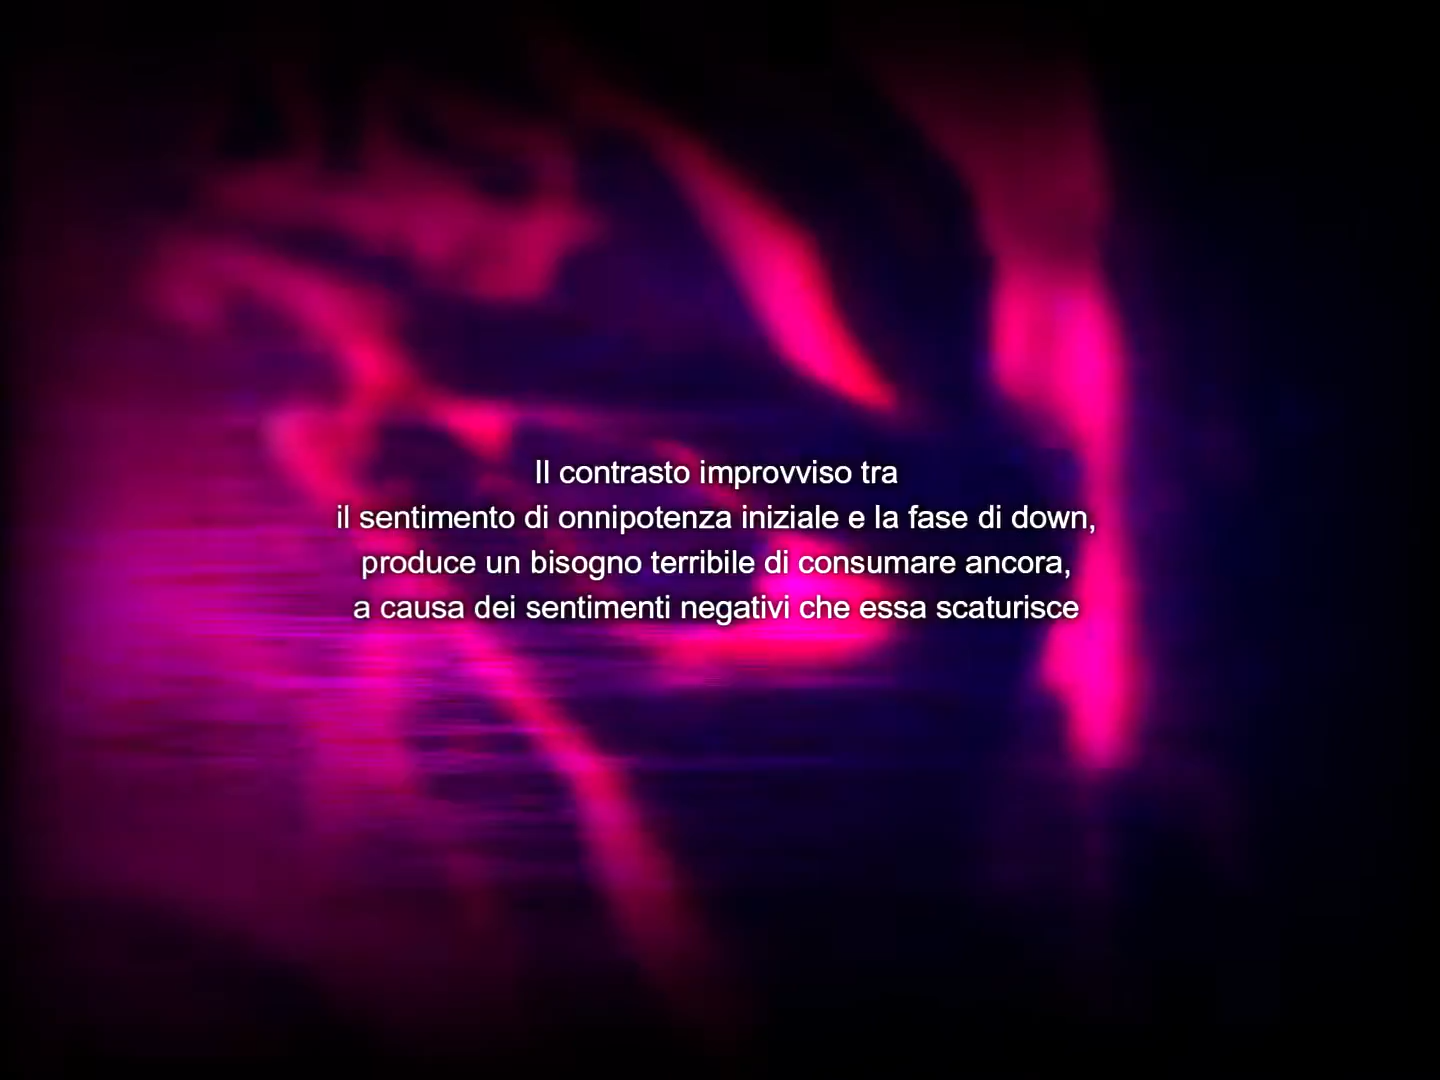 Il contrasto improvviso tra
il sentimento di onnipotenza iniziale e la fase di down,
produce un bisogno terribile di consumare ancora,
a causa dei sentimenti negativi che essa scaturisce